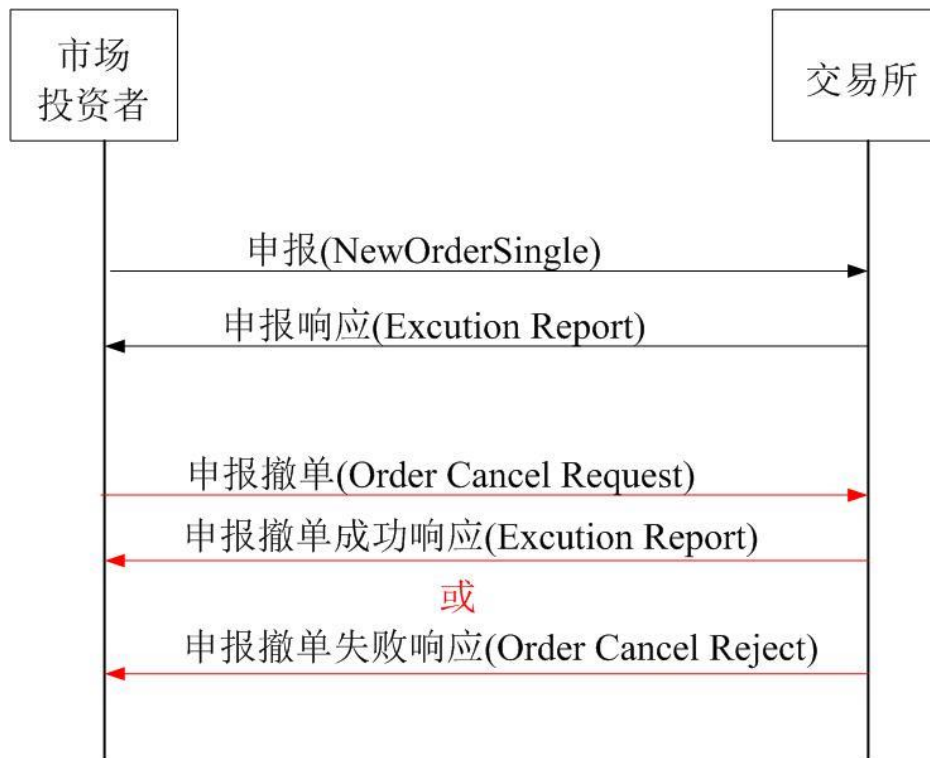 市场
投资者
交易所
申报(NewOrderSingle)
申报响应(Excution Report)
申报撤单(Order Cancel Request)
申报撤单成功响应(Excution Report)
或
申报撤单失败响应(Order Cancel Reject)